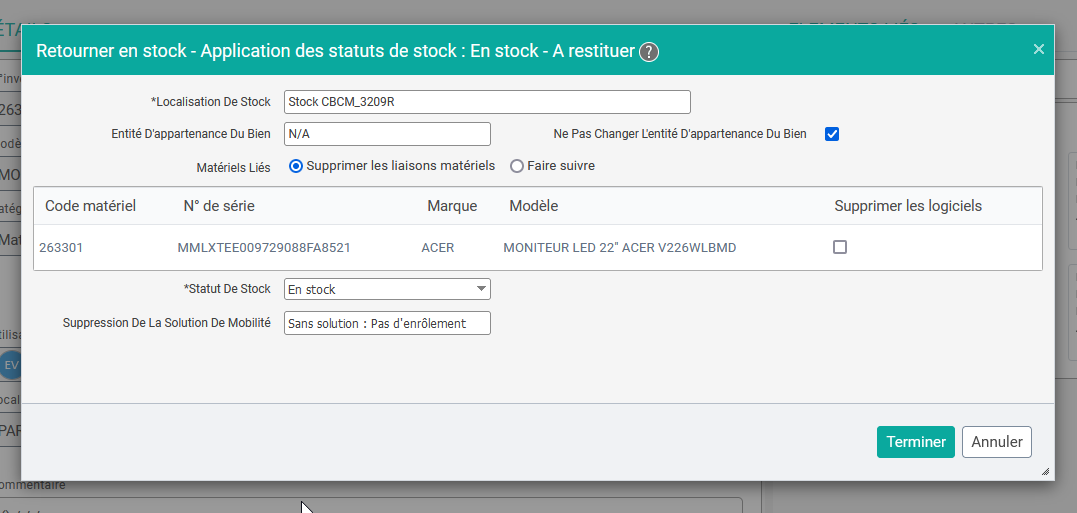 Retourner en stock - Application des statuts de stock : En stock - A restituer ?
*Localisation De Stock Stock CBCM_3209R
Entité D'appartenance Du Bien N/A Ne Pas Changer L'entité D'appartenance Du Bien
Matériels Liés Supprimer les liaisons matériels Faire suivre
Code matériel N° de série Marque Modèle Supprimer les logiciels
263301 MMLXTEE009729088FA8521 ACER MONITEUR LED 22" ACER V226WLBMD
*Statut De Stock En stock
Suppression De La Solution De Mobilité Sans solution : Pas d'enrôlement
EV
Terminer Annuler
ommentaire